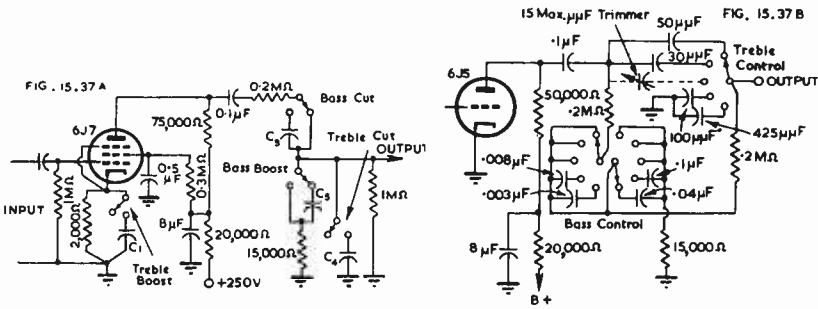 FIG. 15.37A
6J7
INPUT
1MΩ
2,000Ω
C1
Treble
Boost
0.5
μF
0.3MΩ
8μF
75,000Ω
20,000Ω
+250V
0.1μF
0.2MΩ
Bass Cut
C5
Treble Cut
OUTPUT
Bass Boost
C5
15,000Ω
C4
1MΩ
15 Max. μμF Trimmer
FIG. 15.37B
50μμF
.1μF
30μμF
Treble
Control
OUTPUT
6J5
50,000Ω
.2MΩ
100μμF
425μμF
.2MΩ
.008μF
.003μF
.1μF
.04μF
Bass Control
8μF
20,000Ω
15,000Ω
B+